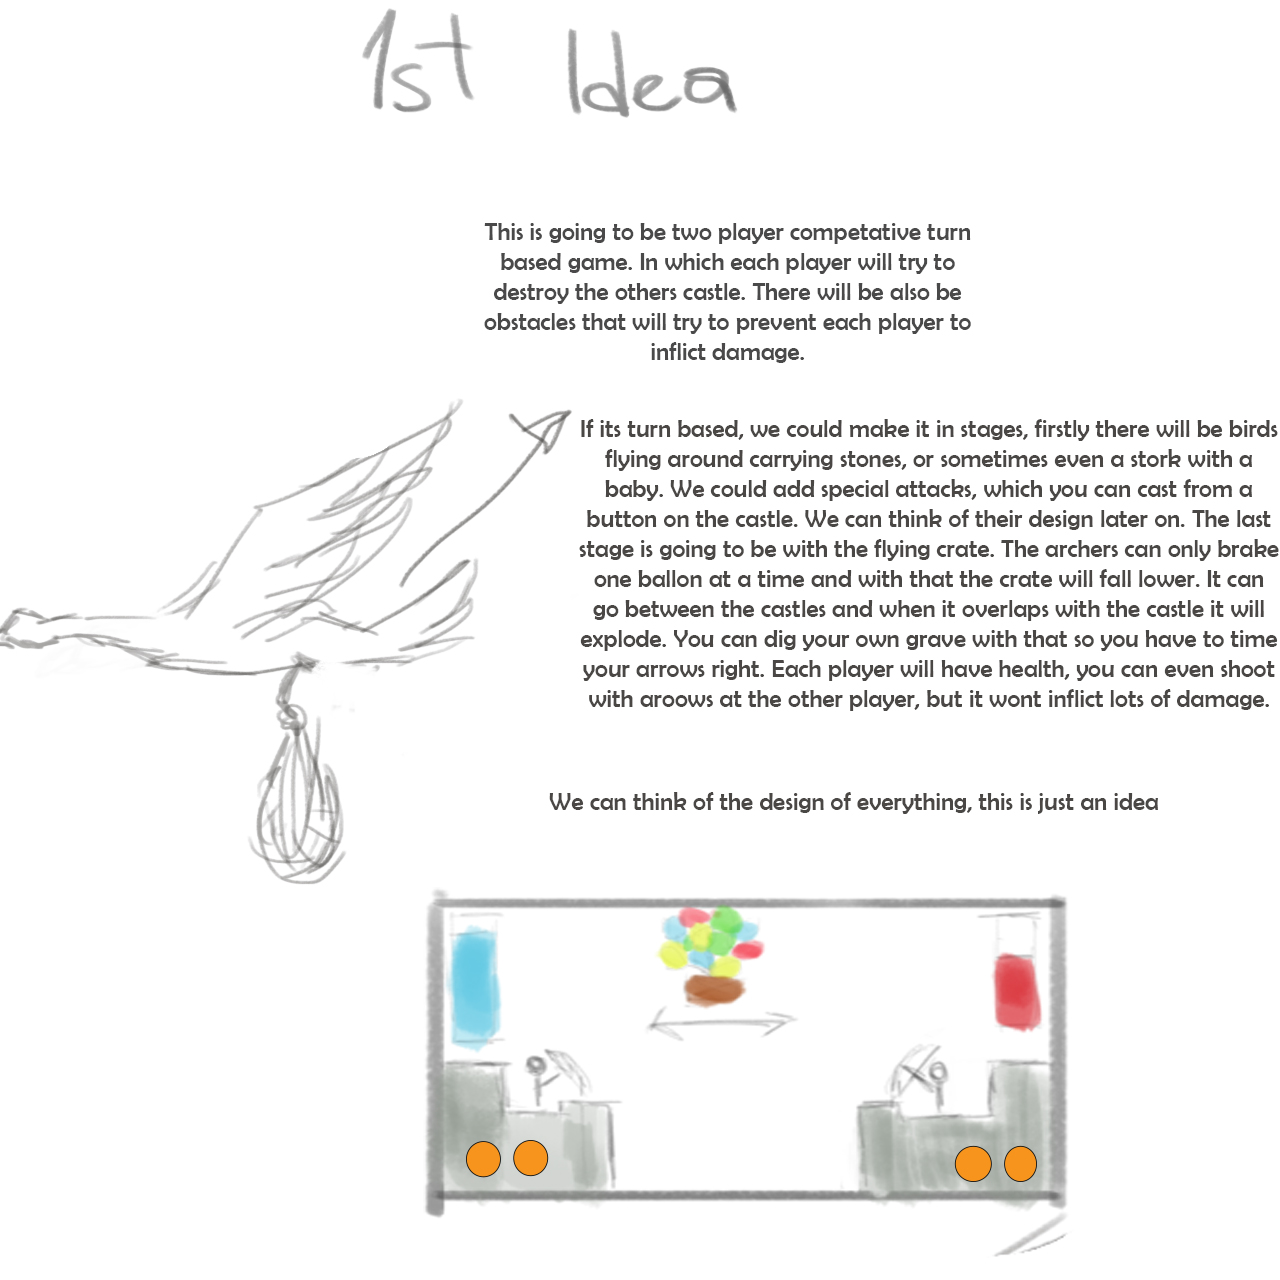 1st Idea
This is going to be two player competative turn
based game. In which each player will try to
destroy the others castle. There will be also be
obstacles that will try to prevent each player to
inflict damage.
If its turn based, we could make it in stages, firstly there will be birds
flying around carrying stones, or sometimes even a stork with a
baby. We could add special attacks, which you can cast from a
button on the castle. We can think of their design later on. The last
stage is going to be with the flying crate. The archers can only brake
one ballon at a time and with that the crate will fall lower. It can
go between the castles and when it overlaps with the castle it will
explode. You can dig your own grave with that so you have to time
your arrows right. Each player will have health, you can even shoot
with aroows at the other player, but it wont inflict lots of damage.
We can think of the design of everything, this is just an idea